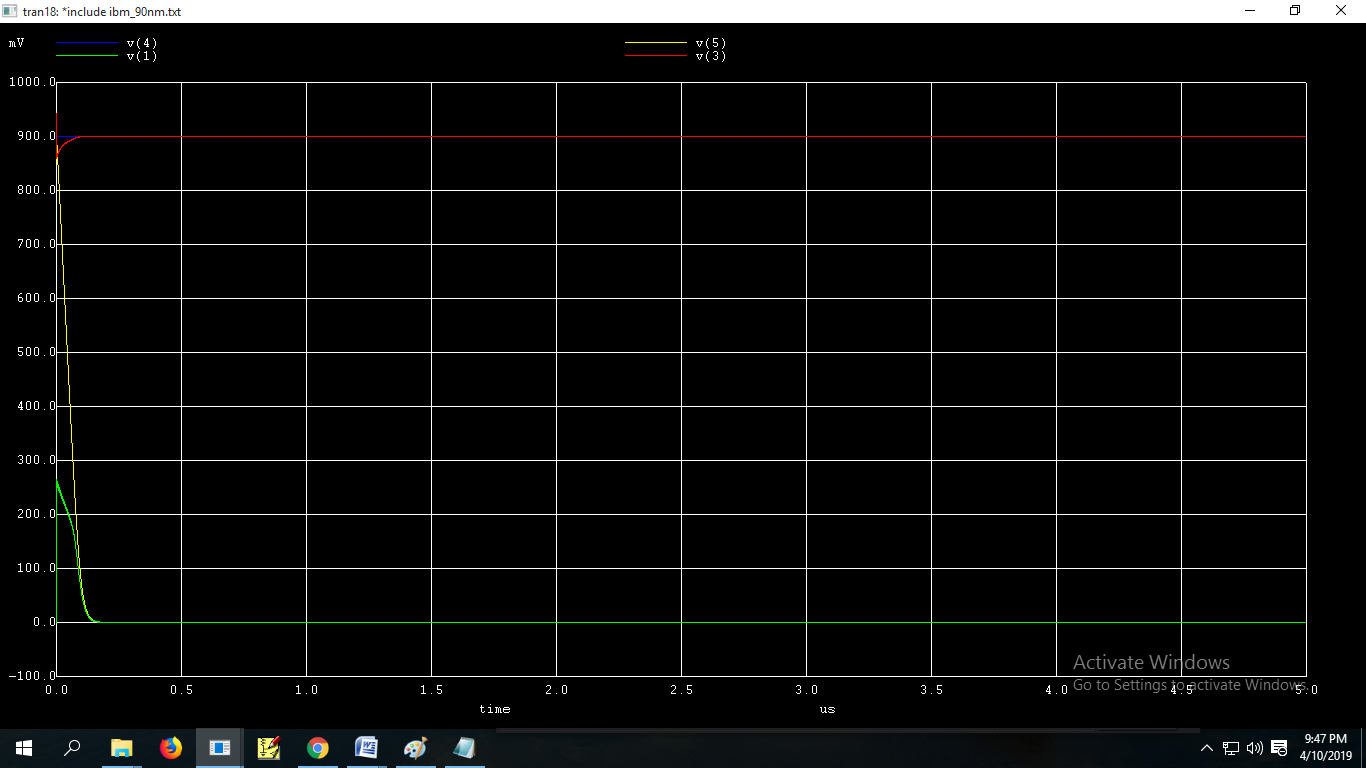 tran18: *include ibm_90nm.txt
mV
v(4)
v(5)
v(1)
v(3)
1000.0
900.0
800.0
700.0
600.0
500.0
400.0
300.0
200.0
100.0
0.0
-100.0
0.0 0.5 1.0 1.5 2.0 2.5 3.0 3.5 4.0 4.5 5.0
time us
Activate Windows
Go to Settings to activate Windows.
9:47 PM
4/10/2019